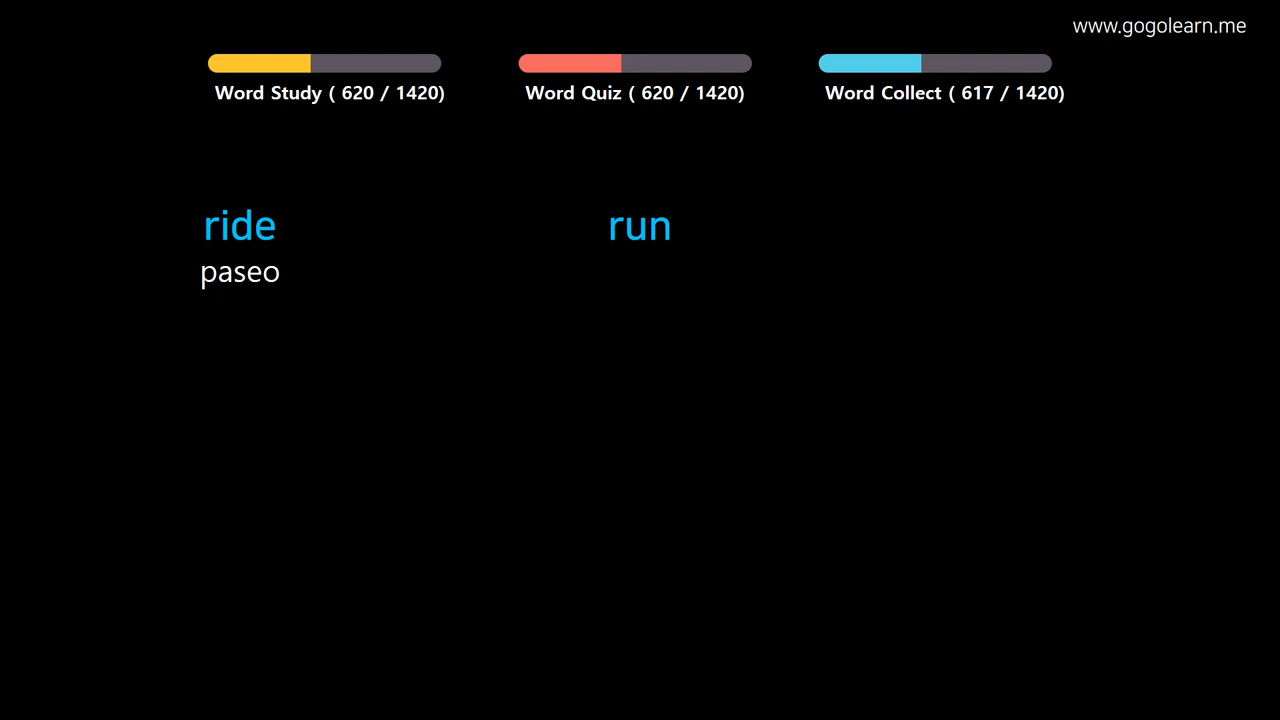 www.gogolearn.me
Word Study ( 620 / 1420)
Word Quiz ( 620 / 1420)
Word Collect ( 617 / 1420)
ride
run
paseo